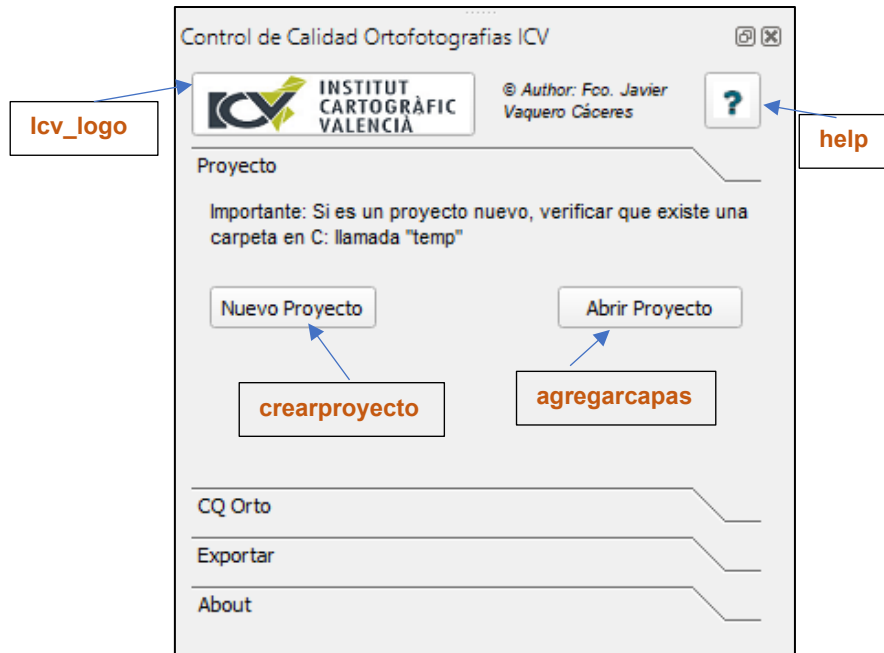 Control de Calidad Ortofotografias ICV
ICV INSTITUT
CARTOGRÀFIC
VALENCIÀ
© Author: Fco. Javier
Vaquero Cáceres
?
Icv_logo
help
Proyecto
Importante: Si es un proyecto nuevo, verificar que existe una
carpeta en C: llamada "temp"
Nuevo Proyecto
Abrir Proyecto
crearproyecto
agregarcapas
CQ Orto
Exportar
About